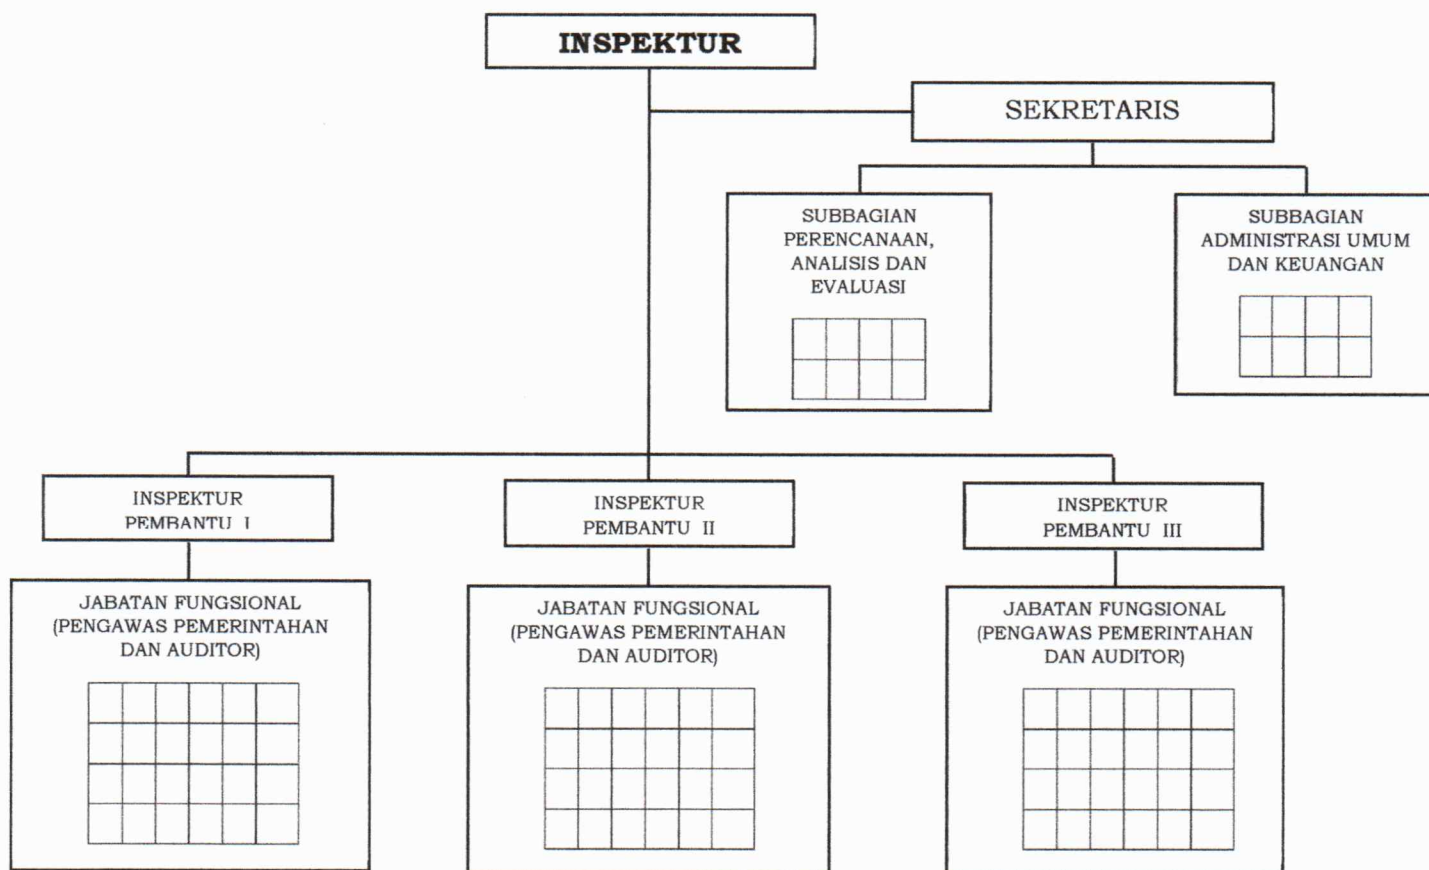 INSPEKTUR
SEKRETARIS
SUBBAGIAN
PERENCANAAN,
ANALISIS DAN
EVALUASI
SUBBAGIAN
ADMINISTRASI UMUM
DAN KEUANGAN
INSPEKTUR
PEMBANTU I
INSPEKTUR
PEMBANTU II
INSPEKTUR
PEMBANTU III
JABATAN FUNGSIONAL
(PENGAWAS PEMERINTAHAN
DAN AUDITOR)
JABATAN FUNGSIONAL
(PENGAWAS PEMERINTAHAN
DAN AUDITOR)
JABATAN FUNGSIONAL
(PENGAWAS PEMERINTAHAN
DAN AUDITOR)